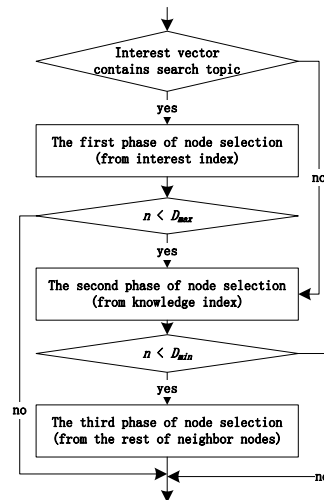 Interest vector
contains search topic
yes
The first phase of node selection
(from interest index)
no
n < Dmax
yes
The second phase of node selection
(from knowledge index)
n < Dmin
yes
no
The third phase of node selection
(from the rest of neighbor nodes)
no